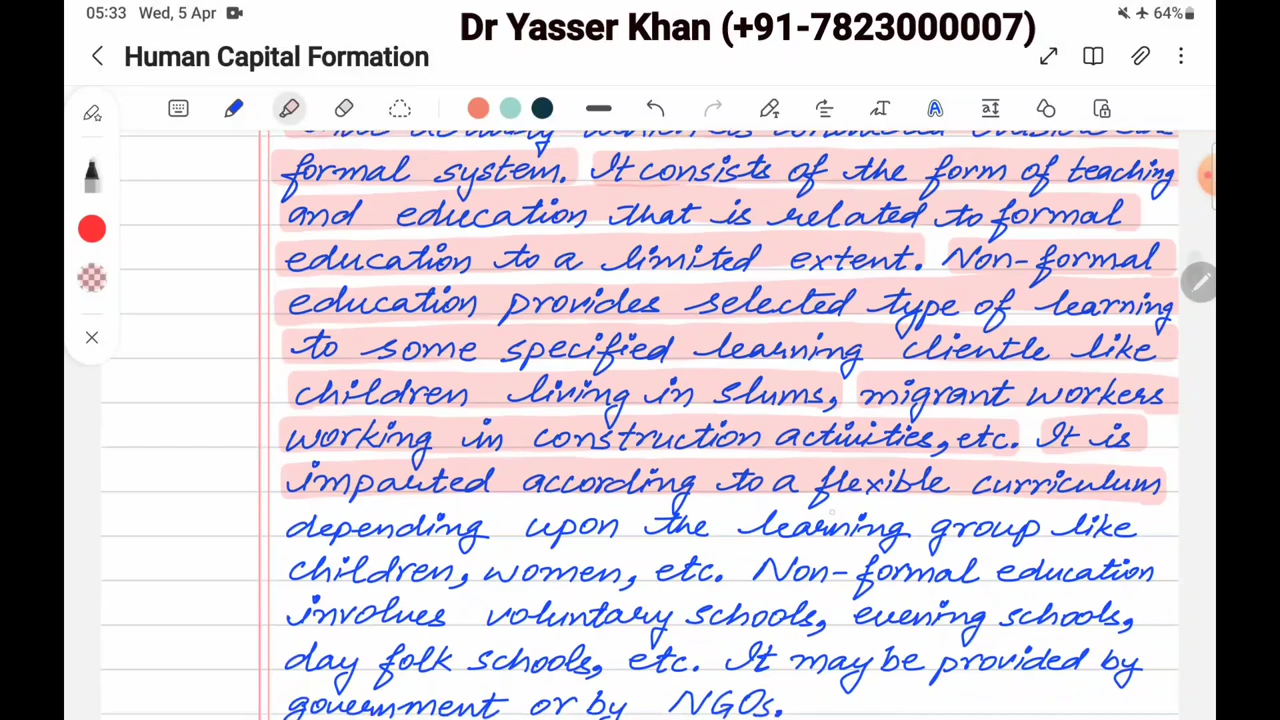 05:33 Wed, 5 Apr
64%
Dr Yasser Khan (+91-7823000007)
Human Capital Formation
formal system. It consists of the form of teaching
and education that is related to formal
education to a limited extent. Non-formal
education provides selected type of learning
to some specified learning clientle like
children living in slums, migrant workers
working in construction activities, etc. It is
imparted according to a flexible curriculum
depending upon the learning group like
children, women, etc. Non-formal education
involves voluntary schools, evening schools,
day folk schools, etc. It may be provided by
government or by NGOs.